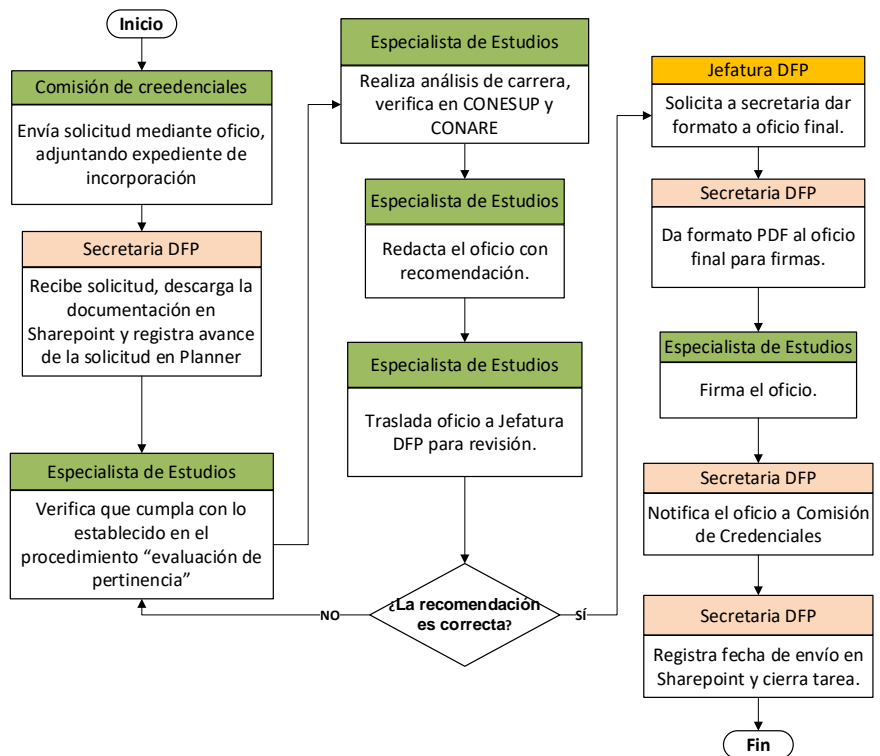 Inicio
Comisión de creedenciales
Envía solicitud mediante oficio,
adjuntando expediente de
incorporación
Secretaria DFP
Recibe solicitud, descarga la
documentación en
Sharepoint y registra avance
de la solicitud en Planner
Especialista de Estudios
Verifica que cumpla con lo
establecido en el
procedimiento “evaluación de
pertinencia”
Especialista de Estudios
Realiza análisis de carrera,
verifica en CONESUP y
CONARE
Especialista de Estudios
Redacta el oficio con
recomendación.
Especialista de Estudios
Traslada oficio a Jefatura
DFP para revisión.
¿La recomendación
es correcta?
NO
SÍ
Jefatura DFP
Solicita a secretaria dar
formato a oficio final.
Secretaria DFP
Da formato PDF al oficio
final para firmas.
Especialista de Estudios
Firma el oficio.
Secretaria DFP
Notifica el oficio a Comisión
de Credenciales
Secretaria DFP
Registra fecha de envío en
Sharepoint y cierra tarea.
Fin